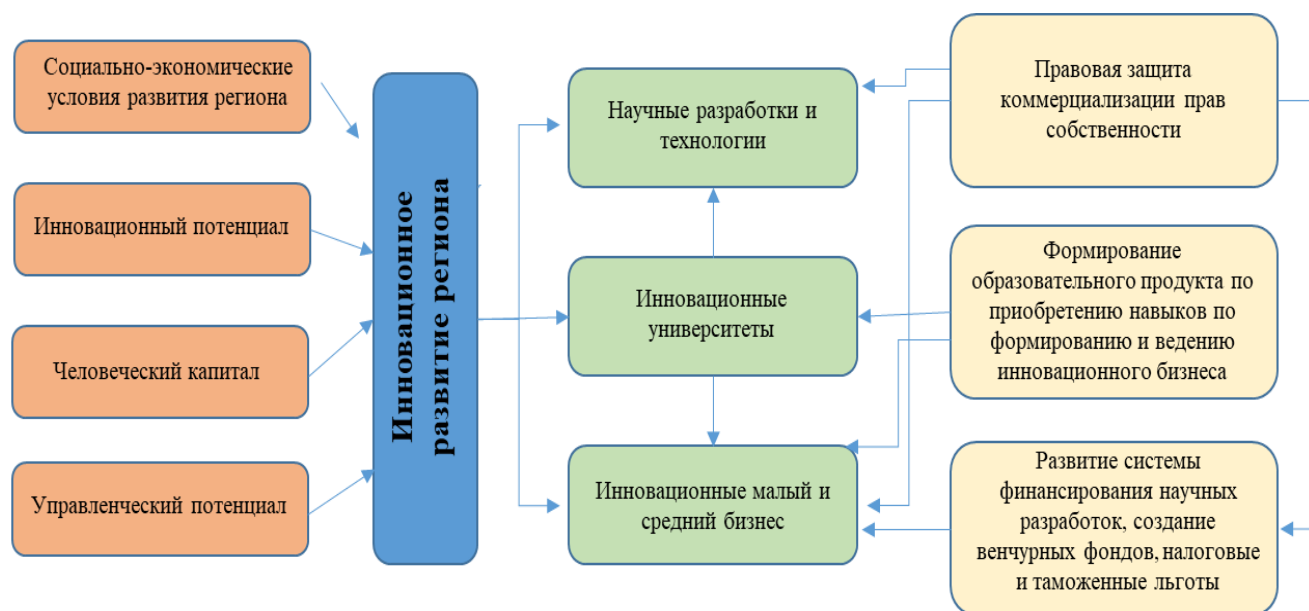 Социально-экономические
условия развития региона
Инновационный потенциал
Человеческий капитал
Управленческий потенциал
Инновационное
развитие региона
Научные разработки и
технологии
Инновационные
университеты
Инновационные малый и
средний бизнес
Правовая защита
коммерциализации прав
собственности
Формирование
образовательного продукта по
приобретению навыков по
формированию и ведению
инновационного бизнеса
Развитие системы
финансирования научных
разработок, создание
венчурных фондов, налоговые
и таможенные льготы